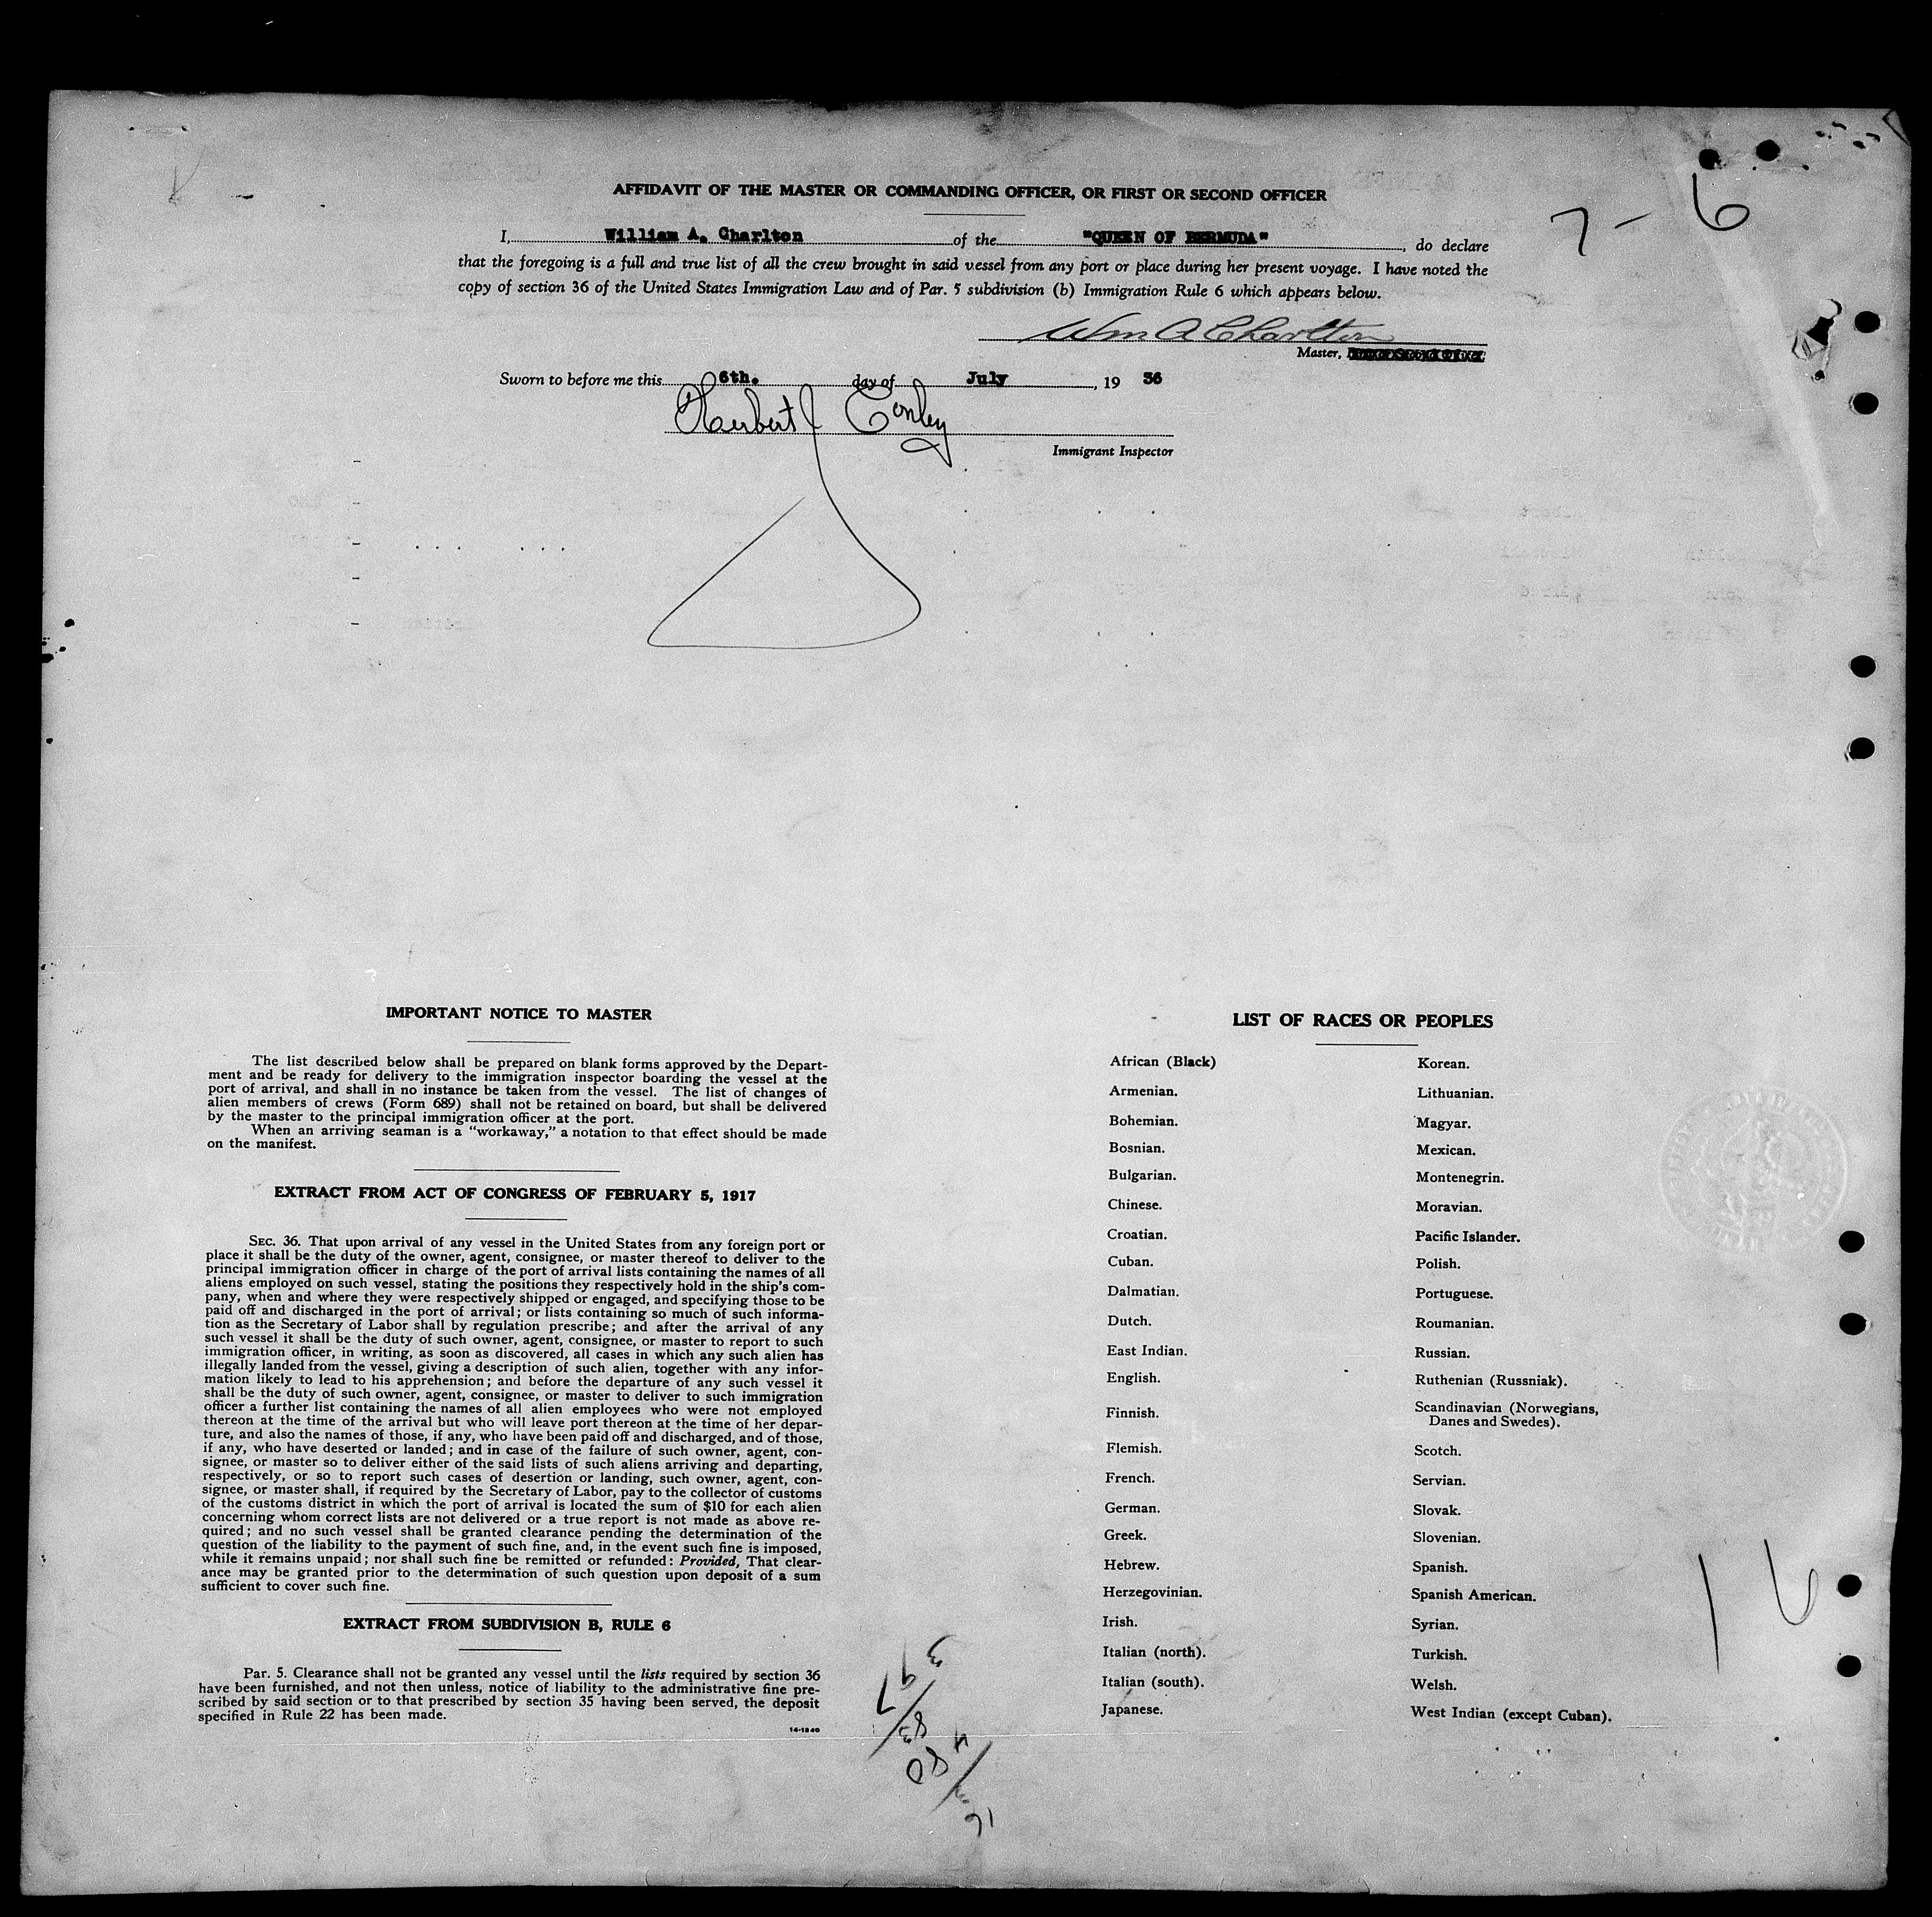 7-6
AFFIDAVIT OF THE MASTER OR COMMANDING OFFICER, OR FIRST OR SECOND OFFICER
I, William A. Charlton of the "QUEEN OF BERMUDA", do declare
that the foregoing is a full and true list of all the crew brought in said vessel from any port or place during her present voyage. I have noted the
copy of section 36 of the United States Immigration Law and of Par. 5 subdivision (b) Immigration Rule 6 which appears below.
Wm A Charlton
Master,
Sworn to before me this 6th. day of July, 19 36
Herbert J Conley
Immigrant Inspector
IMPORTANT NOTICE TO MASTER
The list described below shall be prepared on blank forms approved by the Depart-
ment and be ready for delivery to the immigration inspector boarding the vessel at the
port of arrival, and shall in no instance be taken from the vessel. The list of changes of
alien members of crews (Form 689) shall not be retained on board, but shall be delivered
by the master to the principal immigration officer at the port.
When an arriving seaman is a "workaway," a notation to that effect should be made
on the manifest.
EXTRACT FROM ACT OF CONGRESS OF FEBRUARY 5, 1917
SEC. 36. That upon arrival of any vessel in the United States from any foreign port or
place it shall be the duty of the owner, agent, consignee, or master thereof to deliver to the
principal immigration officer in charge of the port of arrival lists containing the names of all
aliens employed on such vessel, stating the positions they respectively hold in the ship's com-
pany, when and where they were respectively shipped or engaged, and specifying those to be
paid off and discharged in the port of arrival; or lists containing so much of such informa-
tion as the Secretary of Labor shall by regulation prescribe; and after the arrival of any
such vessel it shall be the duty of such owner, agent, consignee, or master to report to such
immigration officer, in writing, as soon as discovered, all cases in which any such alien has
illegally landed from the vessel, giving a description of such alien, together with any infor-
mation likely to lead to his apprehension; and before the departure of any such vessel it
shall be the duty of such owner, agent, consignee, or master to deliver to such immigration
officer a further list containing the names of all alien employees who were not employed
thereon at the time of the arrival but who will leave port thereon at the time of her depar-
ture, and also the names of those, if any, who have been paid off and discharged, and of those,
if any, who have deserted or landed; and in case of the failure of such owner, agent, con-
signee, or master so to deliver either of the said lists of such aliens arriving and departing,
respectively, or so to report such cases of desertion or landing, such owner, agent, con-
signee, or master shall, if required by the Secretary of Labor, pay to the collector of customs
of the customs district in which the port of arrival is located the sum of $10 for each alien
concerning whom correct lists are not delivered or a true report is not made as above re-
quired; and no such vessel shall be granted clearance pending the determination of the
question of the liability to the payment of such fine, and, in the event such fine is imposed,
while it remains unpaid; nor shall such fine be remitted or refunded: Provided, That clear-
ance may be granted prior to the determination of such question upon deposit of a sum
sufficient to cover such fine.
EXTRACT FROM SUBDIVISION B, RULE 6
Par. 5. Clearance shall not be granted any vessel until the lists required by section 36
have been furnished, and not then unless, notice of liability to the administrative fine pre-
scribed by said section or to that prescribed by section 35 having been served, the deposit
specified in Rule 22 has been made.
14-1240
LIST OF RACES OR PEOPLES
African (Black)
Armenian.
Bohemian.
Bosnian.
Bulgarian.
Chinese.
Croatian.
Cuban.
Dalmatian.
Dutch.
East Indian.
English.
Finnish.
Flemish.
French.
German.
Greek.
Hebrew.
Herzegovinian.
Irish.
Italian (north).
Italian (south).
Japanese.
Korean.
Lithuanian.
Magyar.
Mexican.
Montenegrin.
Moravian.
Pacific Islander.
Polish.
Portuguese.
Roumanian.
Russian.
Ruthenian (Russniak).
Scandinavian (Norwegians,
Danes and Swedes).
Scotch.
Servian.
Slovak.
Slovenian.
Spanish.
Spanish American.
Syrian.
Turkish.
Welsh.
West Indian (except Cuban).
16